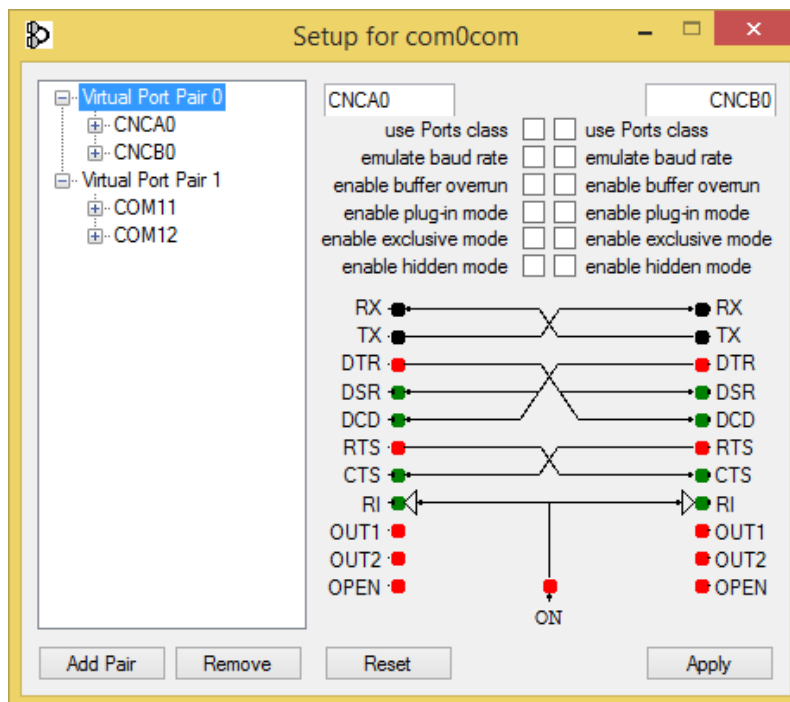 Setup for com0com
Virtual Port Pair 0
CNCA0
CNCB0
Virtual Port Pair 1
COM11
COM12
CNCA0 CNCB0
use Ports class use Ports class
emulate baud rate emulate baud rate
enable buffer overrun enable buffer overrun
enable plug-in mode enable plug-in mode
enable exclusive mode enable exclusive mode
enable hidden mode enable hidden mode
RX RX
TX TX
DTR DTR
DSR DSR
DCD DCD
RTS RTS
CTS CTS
RI RI
OUT1 OUT1
OUT2 OUT2
OPEN OPEN
ON
Add Pair Remove Reset Apply